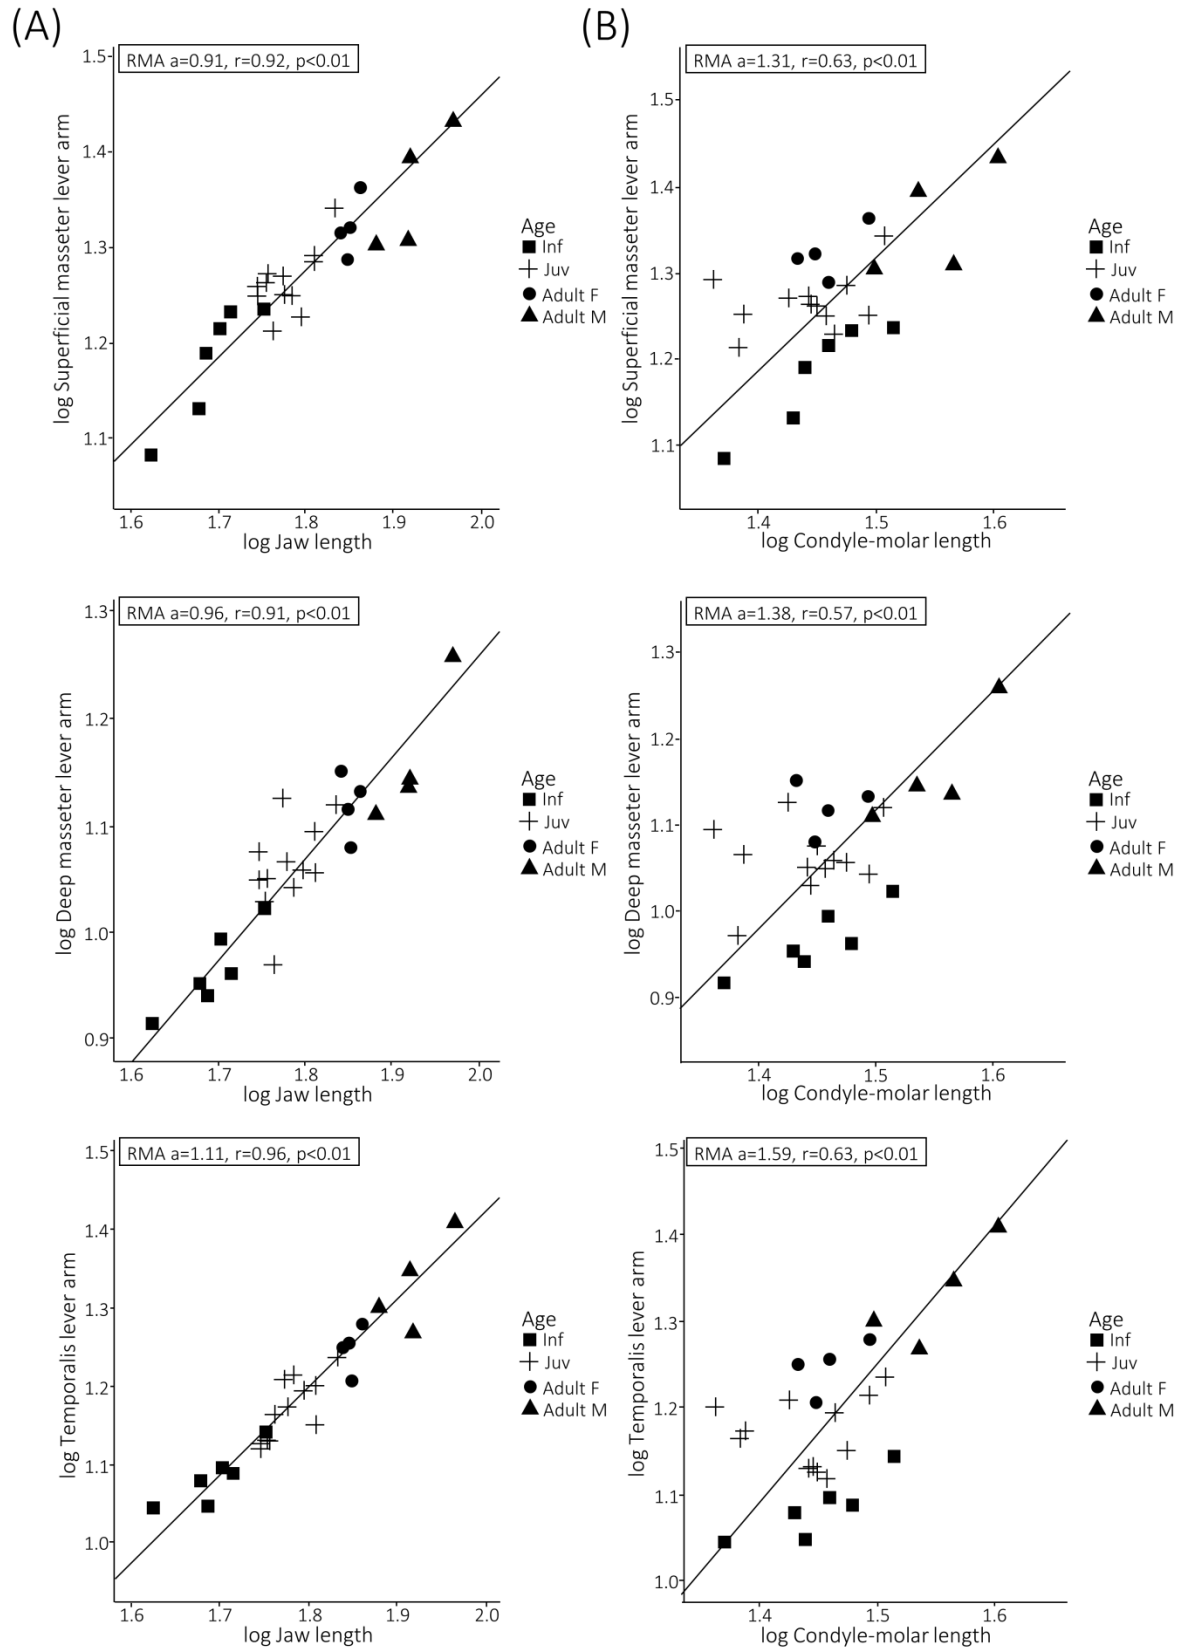 (A)
RMA a=0.91, r=0.92, p<0.01
log Superficial masseter lever arm
1.5
1.4
1.3
1.2
1.1
1.6 1.7 1.8 1.9 2.0
log Jaw length
Age
Inf
Juv
Adult F
Adult M
(B)
RMA a=1.31, r=0.63, p<0.01
log Superficial masseter lever arm
1.5
1.4
1.3
1.2
1.1
1.4 1.5 1.6
log Condyle-molar length
Age
Inf
Juv
Adult F
Adult M
RMA a=0.96, r=0.91, p<0.01
log Deep masseter lever arm
1.3
1.2
1.1
1.0
0.9
1.6 1.7 1.8 1.9 2.0
log Jaw length
Age
Inf
Juv
Adult F
Adult M
RMA a=1.38, r=0.57, p<0.01
log Deep masseter lever arm
1.3
1.2
1.1
1.0
0.9
1.4 1.5 1.6
log Condyle-molar length
Age
Inf
Juv
Adult F
Adult M
RMA a=1.11, r=0.96, p<0.01
log Temporalis lever arm
1.5
1.4
1.3
1.2
1.1
1.0
1.6 1.7 1.8 1.9 2.0
log Jaw length
Age
Inf
Juv
Adult F
Adult M
RMA a=1.59, r=0.63, p<0.01
log Temporalis lever arm
1.5
1.4
1.3
1.2
1.1
1.0
1.4 1.5 1.6
log Condyle-molar length
Age
Inf
Juv
Adult F
Adult M